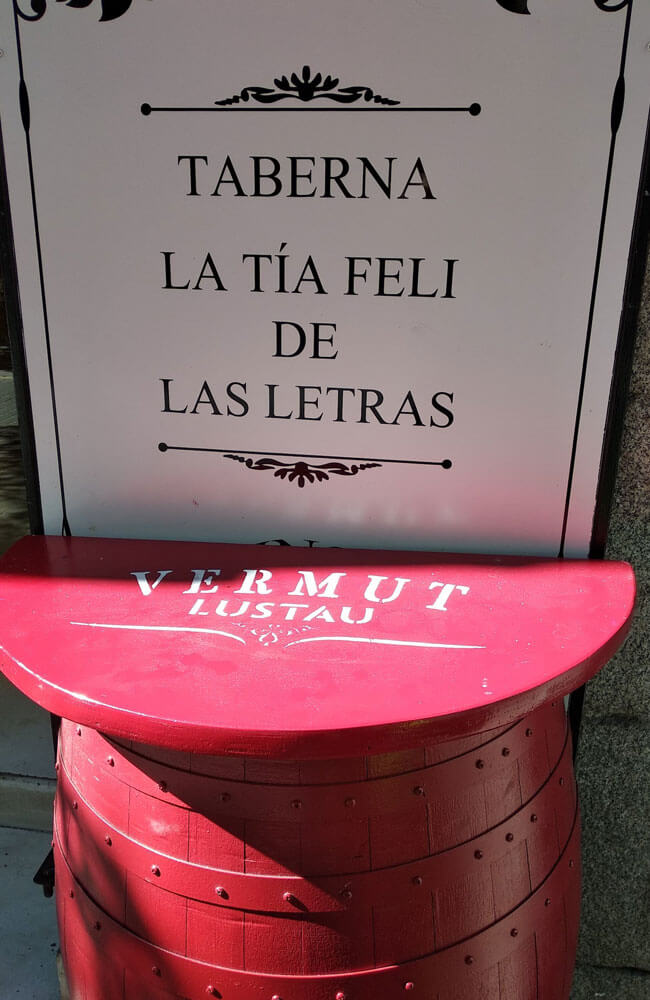 TABERNA
LA TÍA FELI
DE
LAS LETRAS
VERMUT
LUSTAU